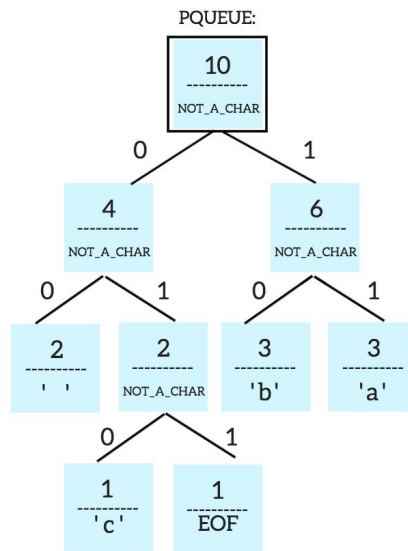 PQUEUE:
10
----------
NOT_A_CHAR
0 1
4 6
---------- ----------
NOT_A_CHAR NOT_A_CHAR
0 1 0 1
2 2 3 3
---------- ---------- ---------- ----------
' ' NOT_A_CHAR 'b' 'a'
0 1
1 1
---------- ----------
'c' EOF